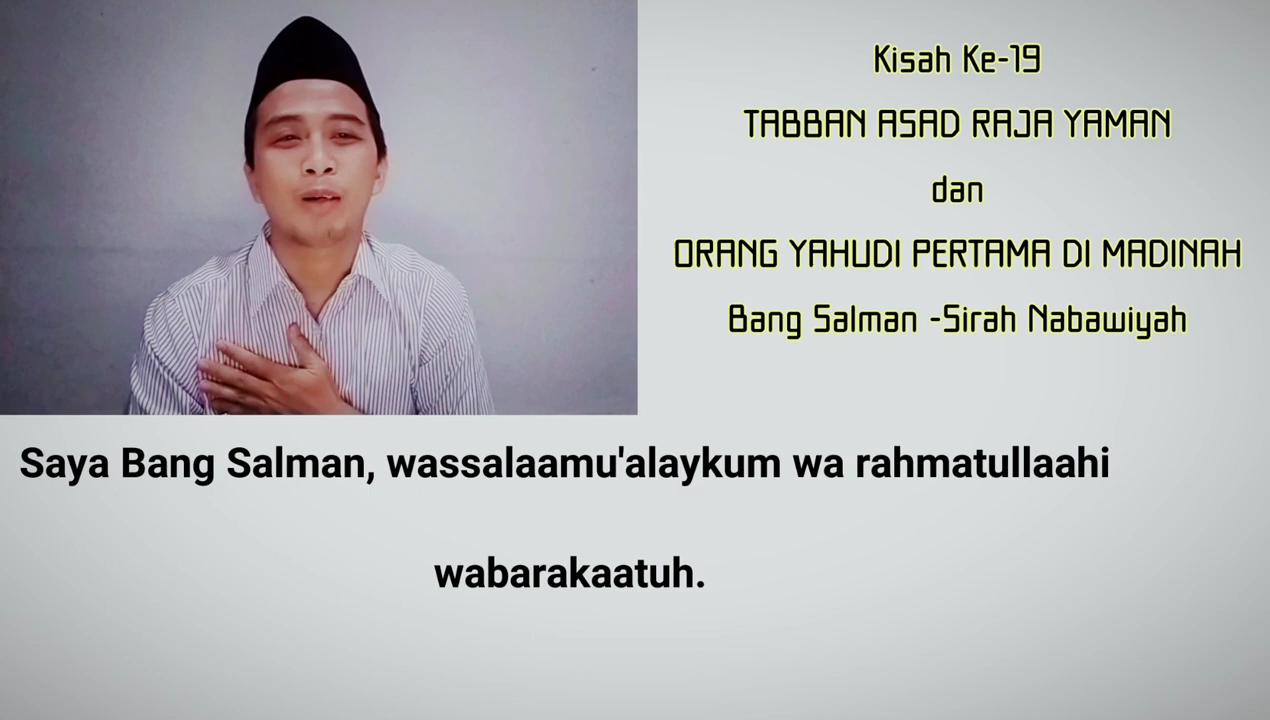 Kisah Ke-19
TABBAN ASAD RAJA YAMAN
dan
ORANG YAHUDI PERTAMA DI MADINAH
Bang Salman -Sirah Nabawiyah
Saya Bang Salman, wassalaamu'alaykum wa rahmatullaahi
wabarakaatuh.